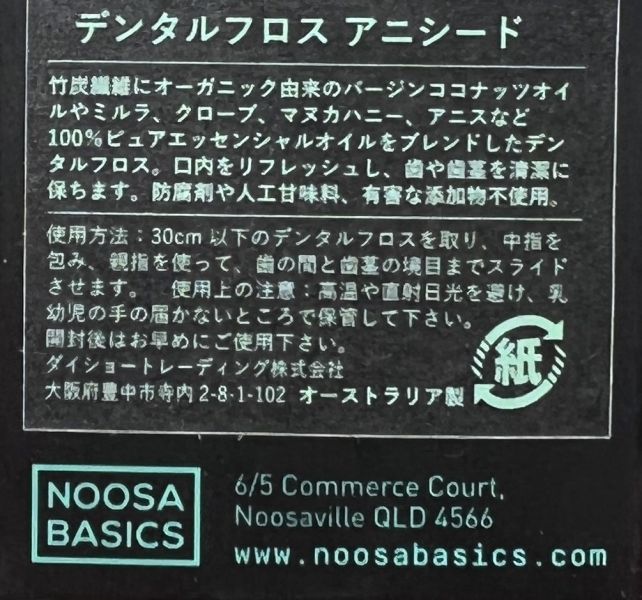 デンタルフロス アニシード
竹炭繊維にオーガニック由来のバージンココナッツオイ
ルやミルラ、クローブ、マヌカハニー、アニスなど
100%ピュアエッセンシャルオイルをブレンドしたデン
タルフロス。口内をリフレッシュし、歯や歯茎を清潔に
保ちます。防腐剤や人工甘味料、有害な添加物不使用。
使用方法：30cm 以下のデンタルフロスを取り、中指を
包み、親指を使って、歯の間と歯茎の境目までスライド
させます。 使用上の注意：高温や直射日光を避け、乳
幼児の手の届かないところで保管して下さい。
開封後はお早めにご使用下さい。
ダイショートレーディング株式会社
大阪府豊中市寺内 2-8-1-102 オーストラリア製
紙
NOOSA
BASICS
6/5 Commerce Court,
Noosaville QLD 4566
www.noosabasics.com